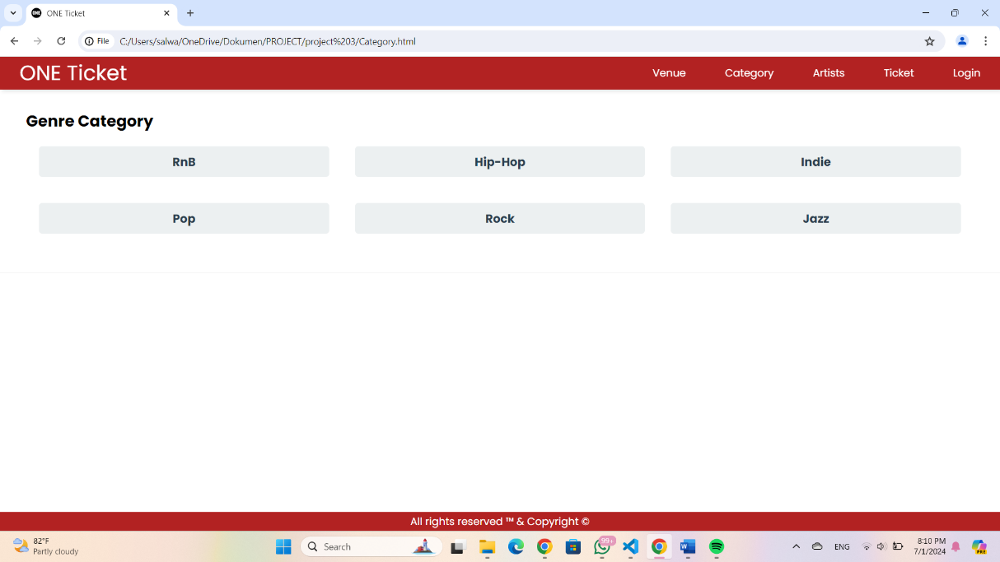 ONE Ticket
File C:/Users/salwa/OneDrive/Dokumen/PROJECT/project%203/Category.html
ONE Ticket Venue Category Artists Ticket Login
Genre Category
RnB Hip-Hop Indie
Pop Rock Jazz
All rights reserved ™ & Copyright ©
82°F
Partly cloudy
Search
99+
ENG
8:10 PM
7/1/2024
PRE